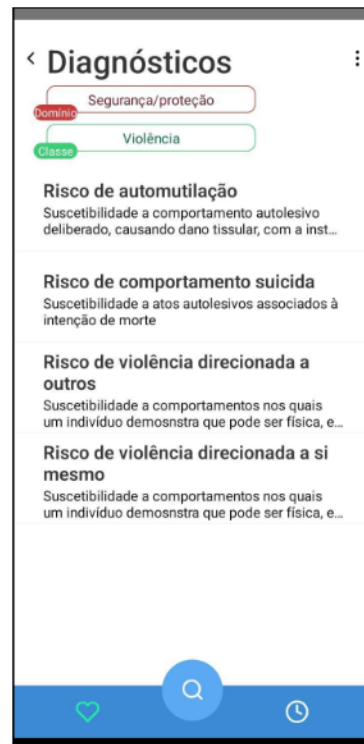 Diagnósticos
Segurança/proteção
Domínio
Violência
Classe
Risco de automutilação
Suscetibilidade a comportamento autolesivo
deliberado, causando dano tissular, com a inst...
Risco de comportamento suicida
Suscetibilidade a atos autolesivos associados à
intenção de morte
Risco de violência direcionada a
outros
Suscetibilidade a comportamentos nos quais
um indivíduo demosnstra que pode ser física, e...
Risco de violência direcionada a si
mesmo
Suscetibilidade a comportamentos nos quais
um indivíduo demosnstra que pode ser física, e...